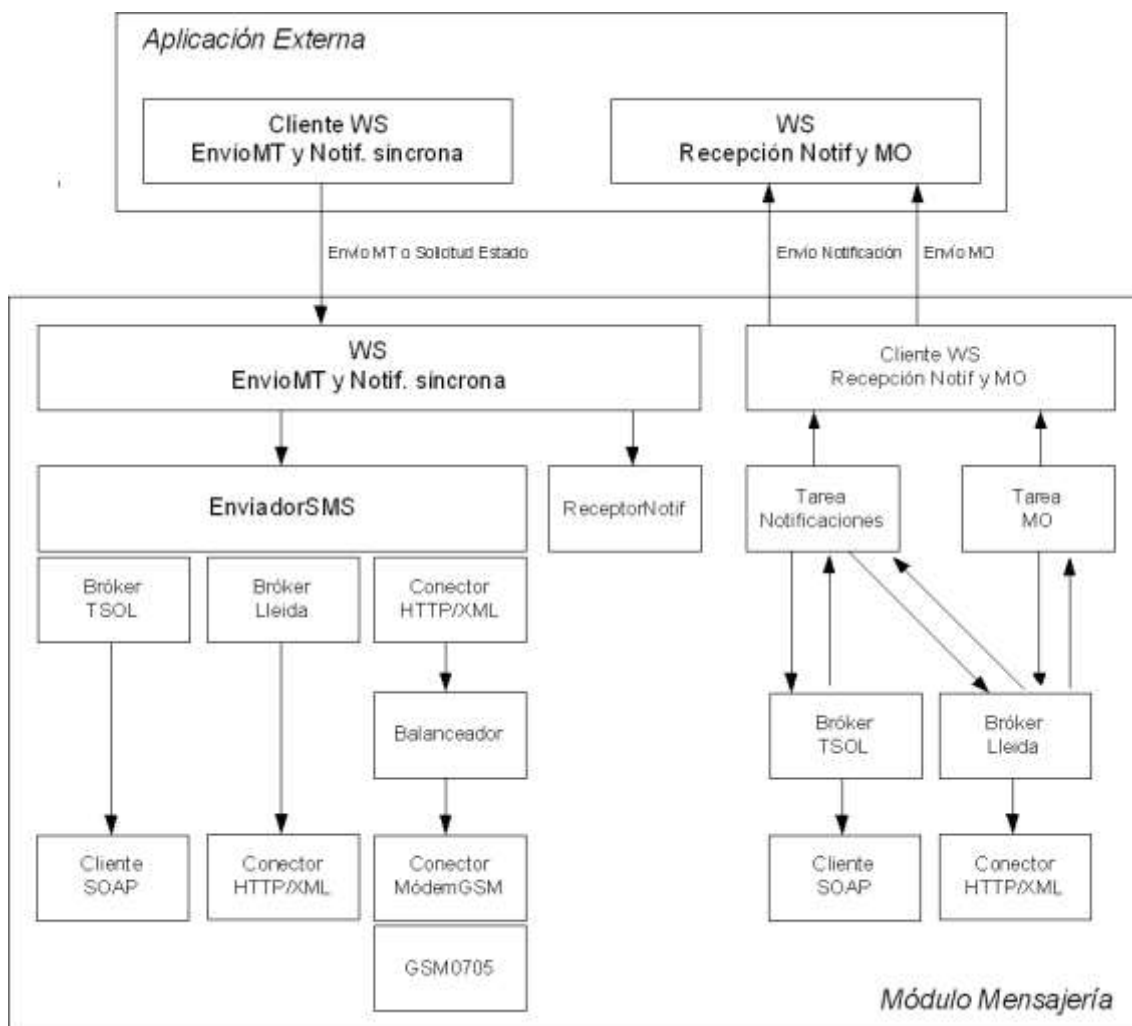 Aplicación Externa
Cliente WS
EnvioMT y Notif. síncrona
WS
Recepción Notif y MO
Envío MT o Solicitud Estado
Envío Notificación
Envío MO
WS
EnvioMT y Notif. síncrona
Cliente WS
Recepción Notif y MO
EnviadorSMS
ReceptorNotif
Tarea
Notificaciones
Tarea
MO
Bróker
TSOL
Bróker
Lleida
Conector
HTTP/XML
Balanceador
Bróker
TSOL
Bróker
Lleida
Cliente
SOAP
Conector
HTTP/XML
Conector
MódemGSM
Cliente
SOAP
Conector
HTTP/XML
GSM0705
Módulo Mensajería